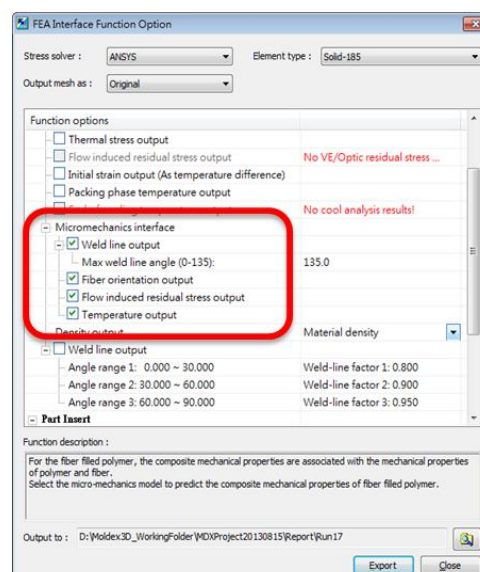 FEA Interface Function Option
Stress solver : ANSYS Element type : Solid-185
Output mesh as : Original
Function options
Thermal stress output
Flow induced residual stress output No VE/Optic residual stress ...
Initial strain output (As temperature difference)
Packing phase temperature output
No cool analysis results!
Micromechanics interface
Weld line output
Max weld line angle (0-135): 135.0
Fiber orientation output
Flow induced residual stress output
Temperature output
Density output Material density
Weld line output
Angle range 1: 0.000 ~ 30.000 Weld-line factor 1: 0.800
Angle range 2: 30.000 ~ 60.000 Weld-line factor 2: 0.900
Angle range 3: 60.000 ~ 90.000 Weld-line factor 3: 0.950
Part Insert
Function description :
For the fiber filled polymer, the composite mechanical properties are associated with the mechanical properties
of polymer and fiber.
Select the micro-mechanics model to predict the composite mechanical properties of fiber filled polymer.
Output to : D:\Moldex3D_WorkingFolder\MDXProject20130815\Report\Run17
Export Close